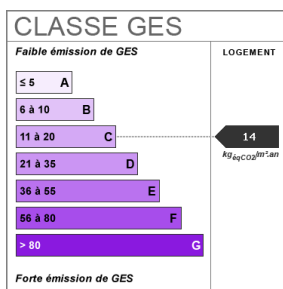 CLASSE GES
Faible émission de GES
LOGEMENT
≤ 5 A
6 à 10 B
11 à 20 C
14
kgéqCO2/m².an
21 à 35 D
36 à 55 E
56 à 80 F
> 80 G
Forte émission de GES